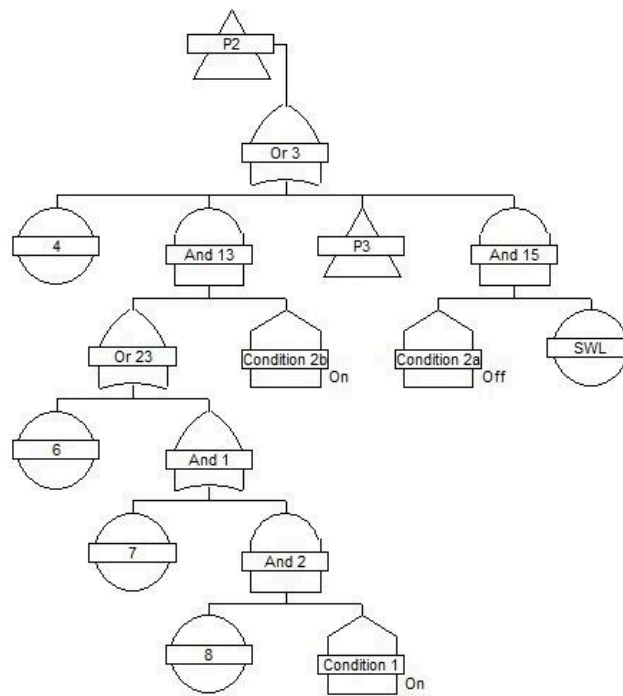 P2
Or 3
4
And 13
P3
And 15
Or 23
Condition 2b
On
Condition 2a
Off
SWL
6
And 1
7
And 2
8
Condition 1
On